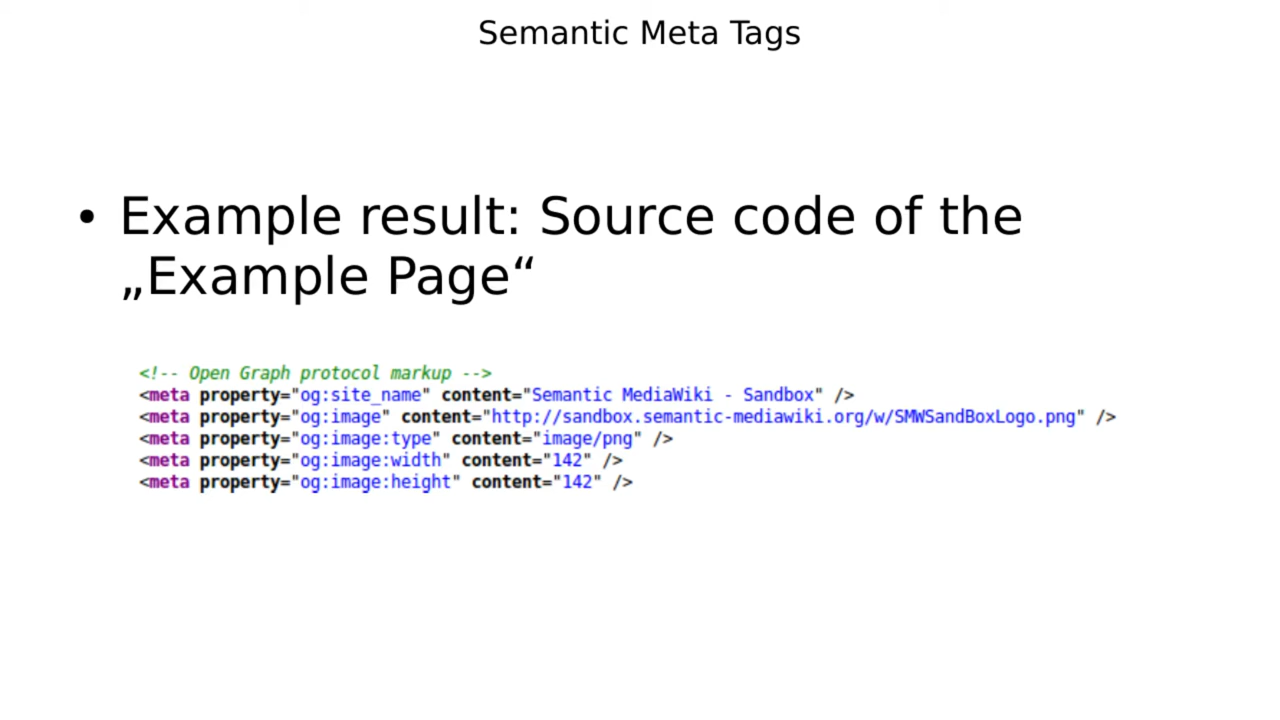 Semantic Meta Tags
• Example result: Source code of the
„Example Page“
<!-- Open Graph protocol markup -->
<meta property="og:site_name" content="Semantic MediaWiki - Sandbox" />
<meta property="og:image" content="http://sandbox.semantic-mediawiki.org/w/SMWSandBoxLogo.png" />
<meta property="og:image:type" content="image/png" />
<meta property="og:image:width" content="142" />
<meta property="og:image:height" content="142" />